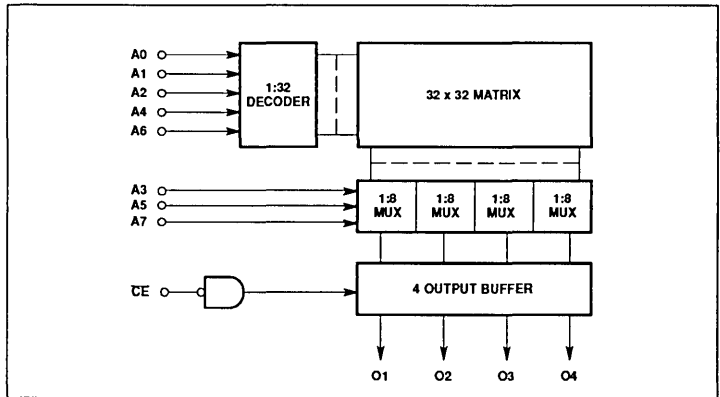 A0
A1
A2
A4
A6
1:32
DECODER
32 x 32 MATRIX
A3
A5
A7
1:8
MUX
1:8
MUX
1:8
MUX
1:8
MUX
CE
4 OUTPUT BUFFER
O1
O2
O3
O4